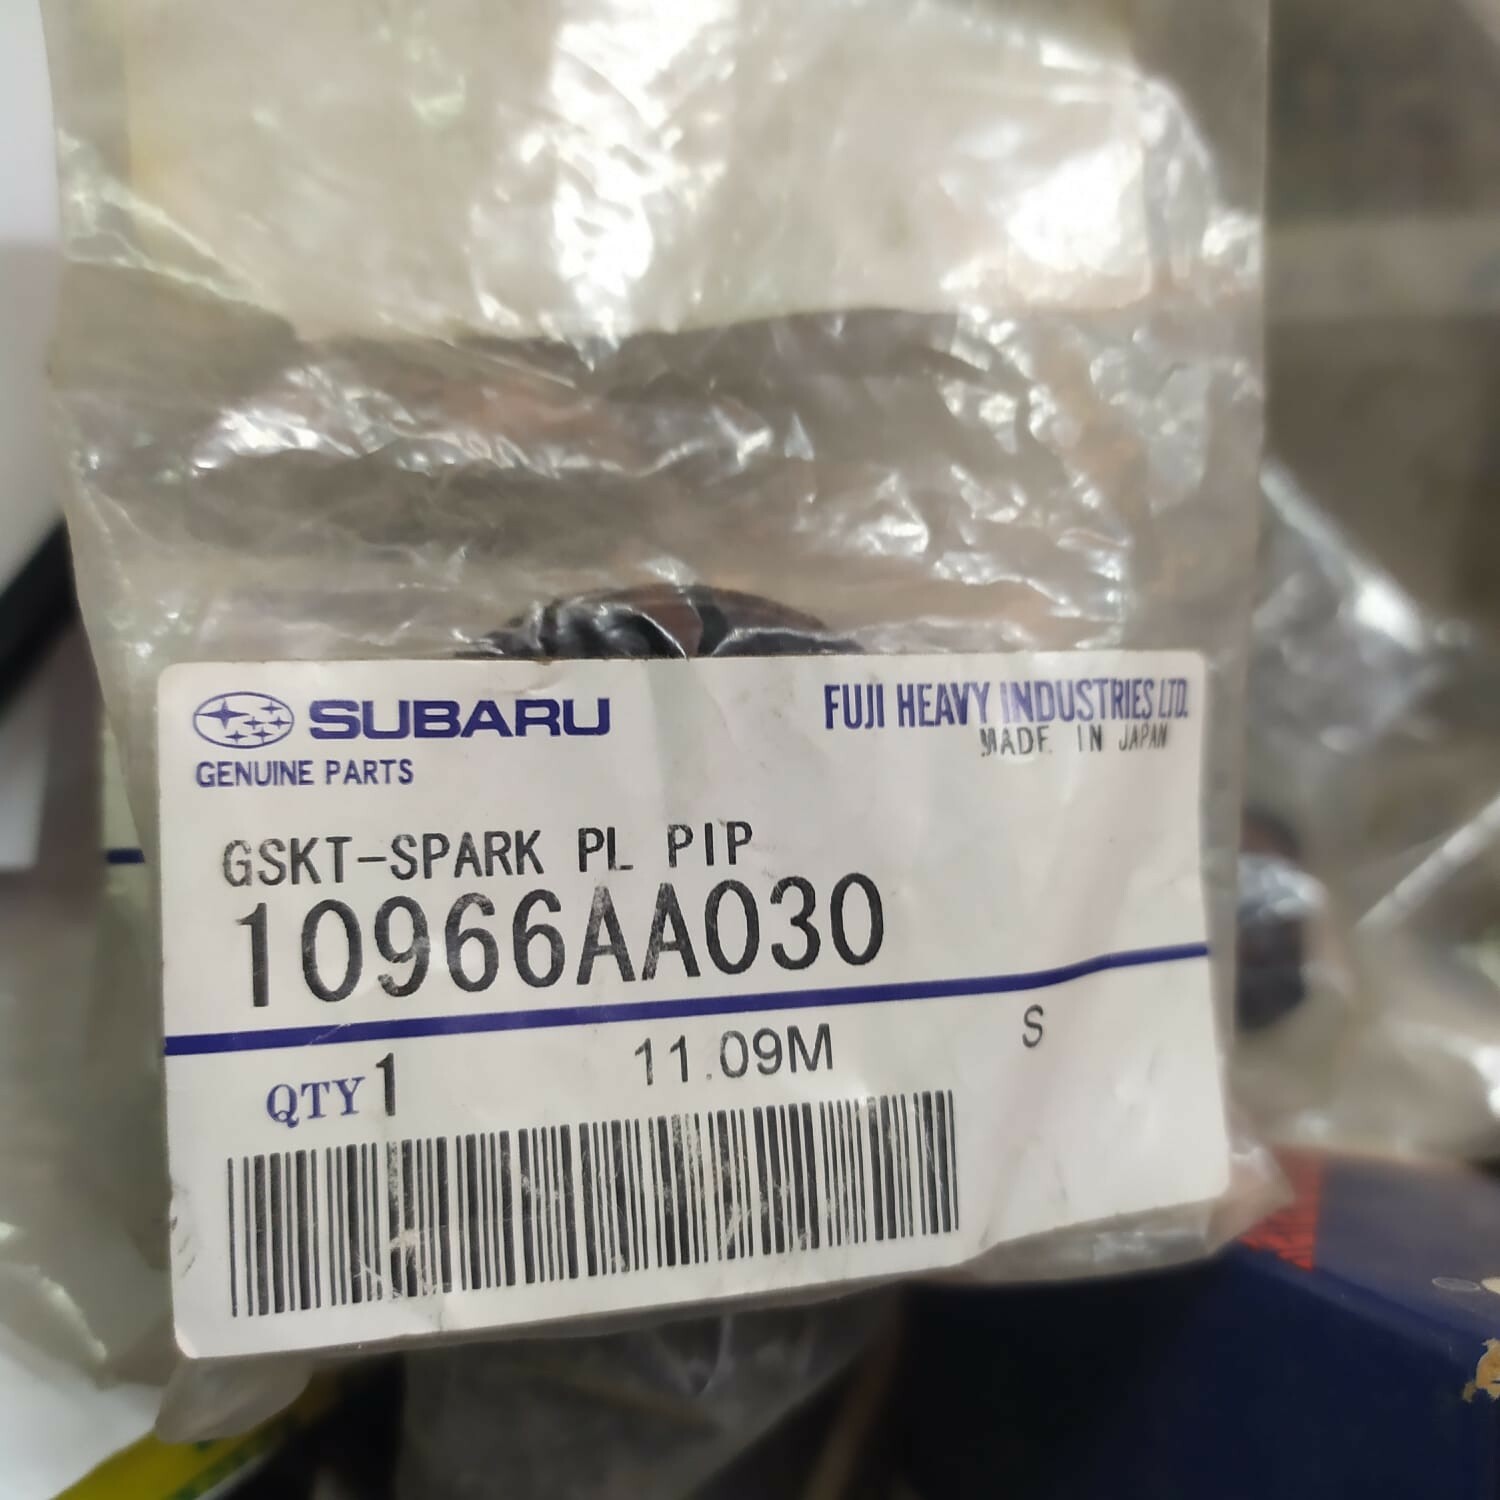 SUBARU
FUJI HEAVY INDUSTRIES LTD.
MADE IN JAPAN
GENUINE PARTS
GSKT-SPARK PL PIP
10966AA030
QTY 1 11.09M S